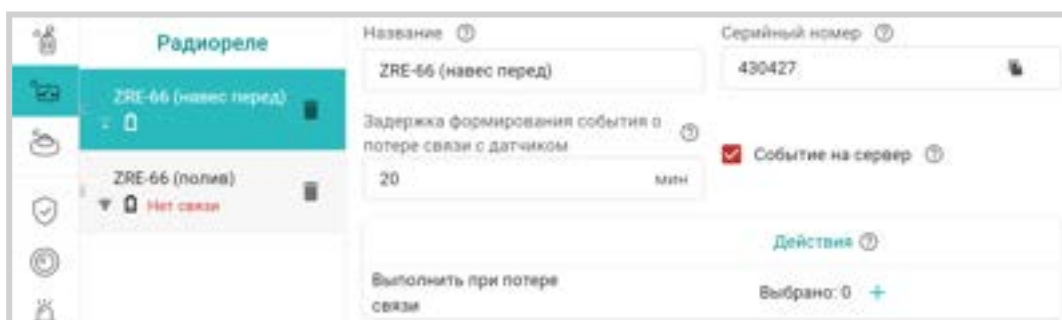 Радиореле
ZRE-66 (навес перед)
ZRE-66 (полив)
Нет связи
Название
ZRE-66 (навес перед)
Серийный номер
430427
Задержка формирования события о
потере связи с датчиком
20 мин
Событие на сервер
Действия
Выполнить при потере
связи
Выбрано: 0 +